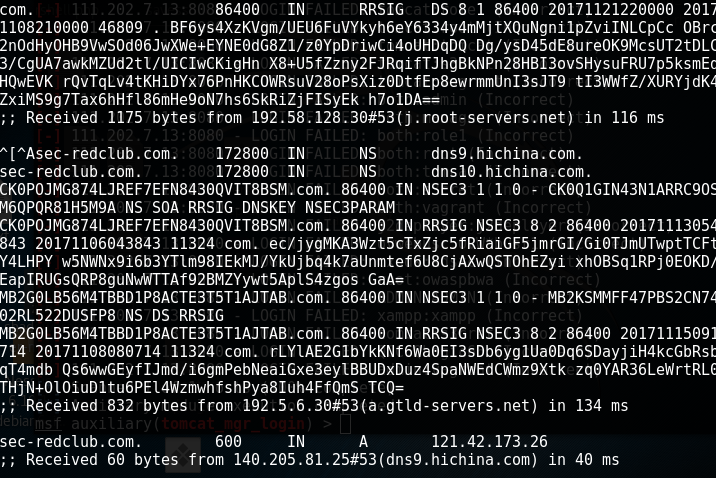 com.                    86400   IN      RRSIG   DS 8 1 86400 20171121220000 2017
1108210000 46809 . BF6ys4XzKVgm/UEU6FuVYkyh6eY6334y4mMjtXQuNgni1pZviINLCpCc OBrc
2nOdHyOHB9VwSOd06JwXWe+EYNE0dG8Z1/z0YpDriwCi4oUHDqDQ Dg/ysD45dE8ureOK9McsUT2tDLC
3/CgUA7awkMZUd2tl/UICIwCKigHn X8+U5fZzny2FJRqifTJhgBkNPn28HBI3ovSHysuFRU7p5ksmEd
HQwEVK rQvTqLv4tKHiDYx76PnHKCOWRsuV28oPsXiz0DtfEp8ewrmmUnI3sJT9 tI3WWfZ/XURYjdK4
ZxiMS9g7Tax6hHfl86mHe9oN7hs6SkRiZjFISyEk h7o1DA==
;; Received 1175 bytes from 192.58.128.30#53(j.root-servers.net) in 116 ms
^[^Asec-redclub.com.    172800  IN      NS      dns9.hichina.com.
sec-redclub.com.        172800  IN      NS      dns10.hichina.com.
CK0POJMG874LJREF7EFN8430QVIT8BSM.com. 86400 IN NSEC3 1 1 0 - CK0Q1GIN43N1ARRC9OS
M6QPQR81H5M9A NS SOA RRSIG DNSKEY NSEC3PARAM
CK0POJMG874LJREF7EFN8430QVIT8BSM.com. 86400 IN RRSIG NSEC3 8 2 86400 20171113054
843 20171106043843 11324 com. ec/jygMKA3Wzt5cTxZjc5fRiaiGF5jmrGI/Gi0TJmUTwptTCFt
Y4LHPY w5NWNx9i6b3YTlm98IEkMJ/YkUjbq4k7aUnmtef6U8CjAXwQSTOhEZyi xhOBSq1RPj0EOKD/
EapIRUGsQRP8guNwWTTAf92BMZYywt5AplS4zgos GaA=
MB2G0LB56M4TBBD1P8ACTE3T5T1AJTAB.com. 86400 IN NSEC3 1 1 0 - MB2KSMMFF47PBS2CN74
02RL522DUSFP8 NS DS RRSIG
MB2G0LB56M4TBBD1P8ACTE3T5T1AJTAB.com. 86400 IN RRSIG NSEC3 8 2 86400 20171115091
714 20171108080714 11324 com. rLYlAE2G1bYkKNf6Wa0EI3sDb6yg1Ua0Dq6SDayjiH4kcGbRsb
qT4mdb Qs6wwGEyfIJmd/i6gmPebNeaiGxe3eylBBUDxDuz4SpaNWEdCWmz9Xtk zq0YAR36LeWrtRL0
THjN+OlOiuD1tu6PEl4WzmwhfshPya8Iuh4FfQmS TCQ=
;; Received 832 bytes from 192.5.6.30#53(a.gtld-servers.net) in 134 ms
msf auxiliary(tomcat_mgr_login) >
sec-redclub.com.        600     IN      A       121.42.173.26
;; Received 60 bytes from 140.205.81.25#53(dns9.hichina.com) in 40 ms